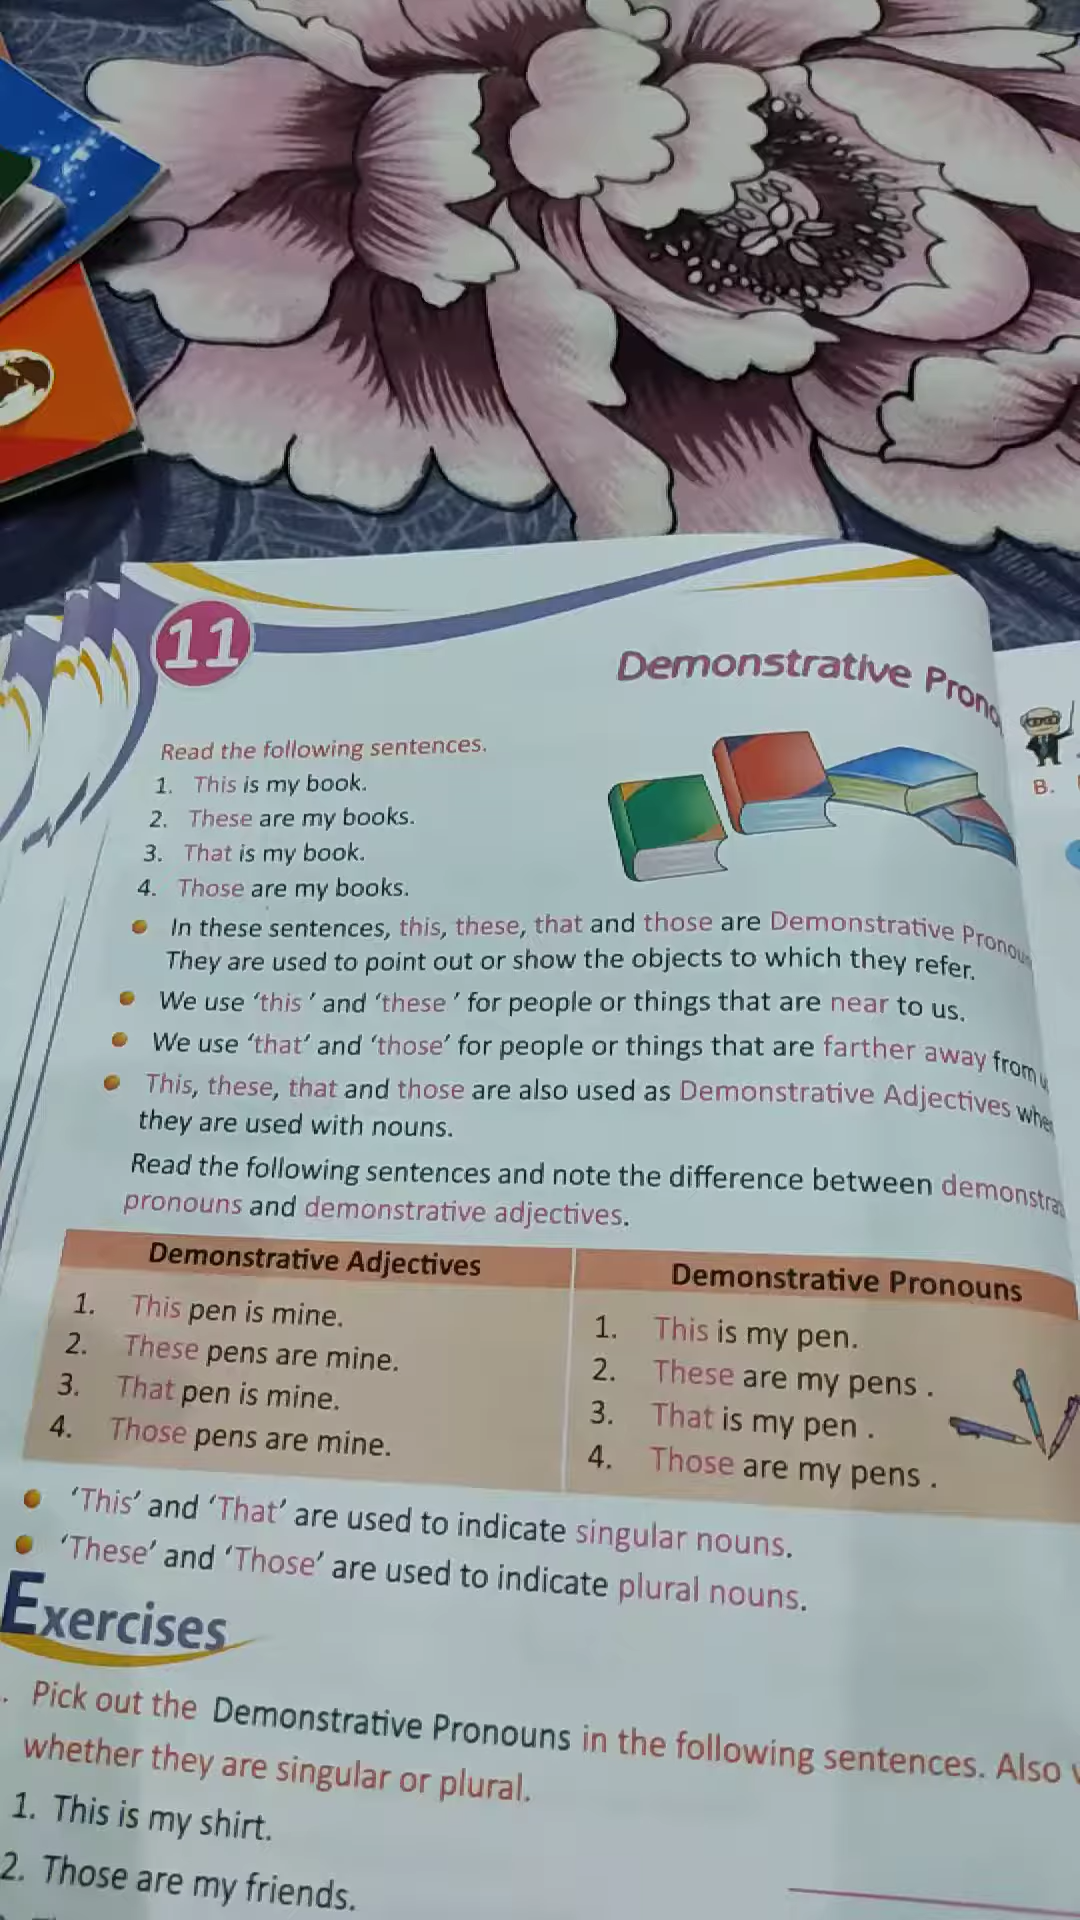 11
Demonstrative
Read the following sentences.
1. This is my book.
2. These are my books.
3. That is my book.
4. Those are my books.
In these sentences, this, these, that and those are Demonstrative
They are used to point out or show the objects to which they refer.
We use ‘this ’ and ‘these ’ for people or things that are near to us.
We use ‘that’ and ‘those’ for people or things that are farther away from
This, these, that and those are also used as Demonstrative Adjectives
they are used with nouns.
Read the following sentences and note the difference between
pronouns and demonstrative adjectives.
Demonstrative Adjectives
1. This pen is mine.
2. These pens are mine.
3. That pen is mine.
4. Those pens are mine.
Demonstrative Pronouns
1. This is my pen.
2. These are my pens .
3. That is my pen .
4. Those are my pens .
‘This’ and ‘That’ are used to indicate singular nouns.
‘These’ and ‘Those’ are used to indicate plural nouns.
Exercises
Pick out the Demonstrative Pronouns in the following sentences. Also
whether they are singular or plural.
1. This is my shirt.
2. Those are my friends.
B.